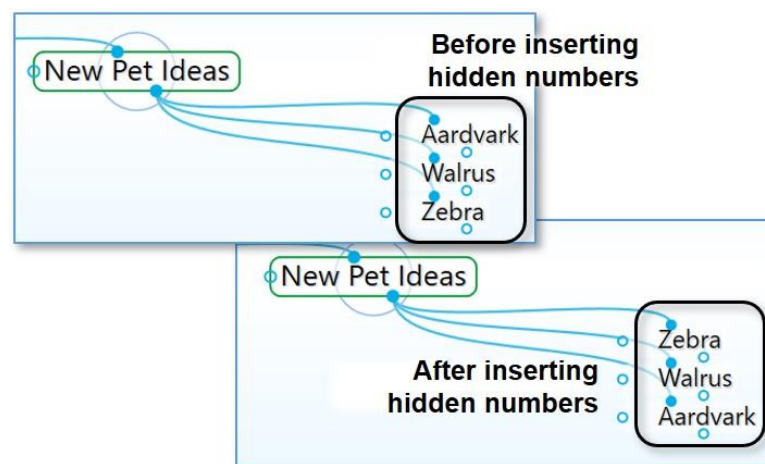 Before inserting
hidden numbers
New Pet Ideas
Aardvark
Walrus
Zebra
New Pet Ideas
After inserting
hidden numbers
Zebra
Walrus
Aardvark